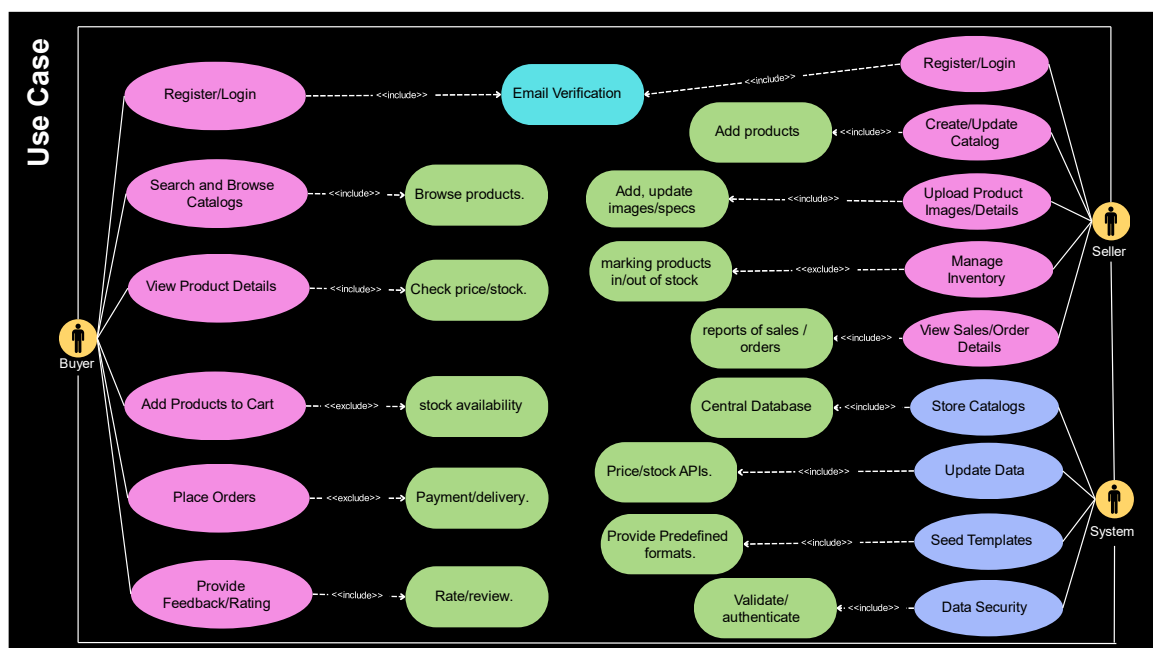 Use Case
Register/Login
<<include>>
Email Verification
<<include>>
Register/Login
Add products
<<include>>
Create/Update
Catalog
Search and Browse
Catalogs
<<include>>
Browse products.
Add, update
images/specs
<<include>>
Upload Product
Images/Details
Seller
View Product Details
<<include>>
Check price/stock.
marking products
in/out of stock
<<exclude>>
Manage
Inventory
Buyer
reports of sales /
orders
<<include>>
View Sales/Order
Details
Add Products to Cart
<<exclude>>
stock availability
Central Database
<<include>>
Store Catalogs
Place Orders
<<exclude>>
Payment/delivery.
Price/stock APIs.
<<include>>
Update Data
System
Provide Predefined
formats.
<<include>>
Seed Templates
Provide
Feedback/Rating
<<include>>
Rate/review.
Validate/
authenticate
<<include>>
Data Security